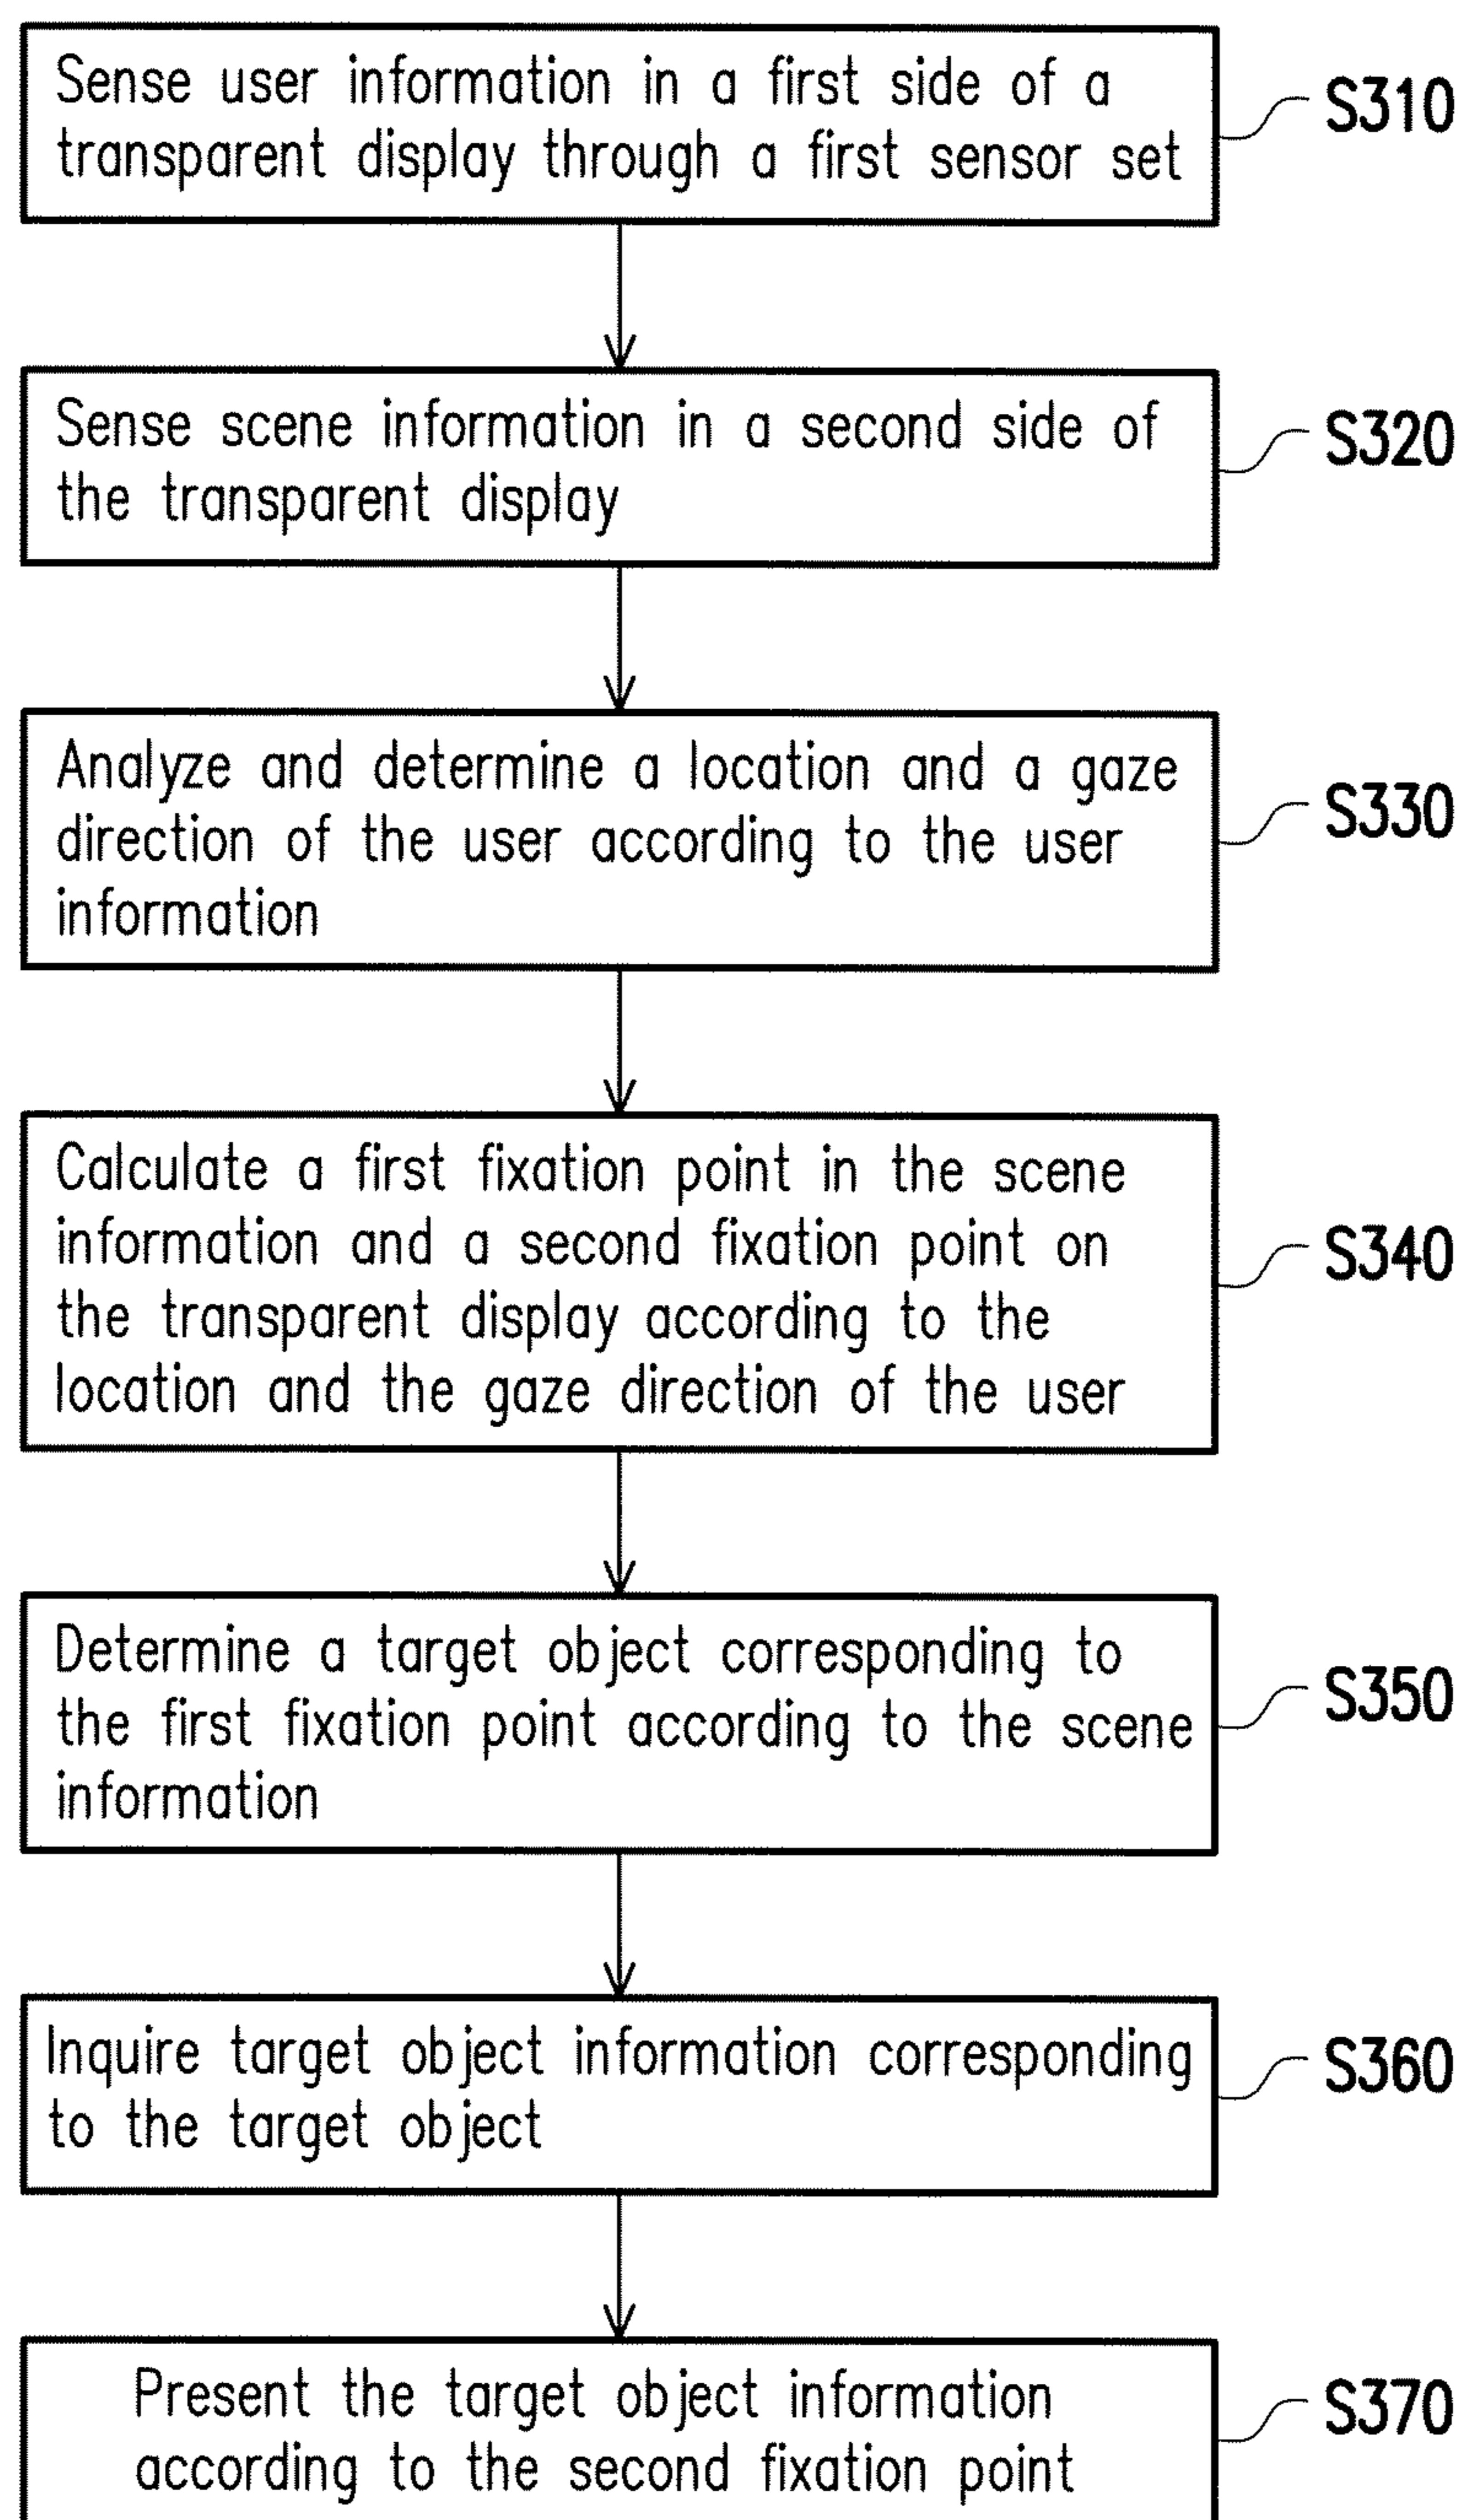 Sense user information in a first side of a
transparent display through a first sensor set
S310
Sense scene information in a second side of
the transparent display
S320
Analyze and determine a location and a gaze
direction of the user according to the user
information
S330
Calculate a first fixation point in the scene
information and a second fixation point on
the transparent display according to the
location and the gaze direction of the user
S340
Determine a target object corresponding to
the first fixation point according to the scene
information
S350
Inquire target object information corresponding
to the target object
S360
Present the target object information
according to the second fixation point
S370